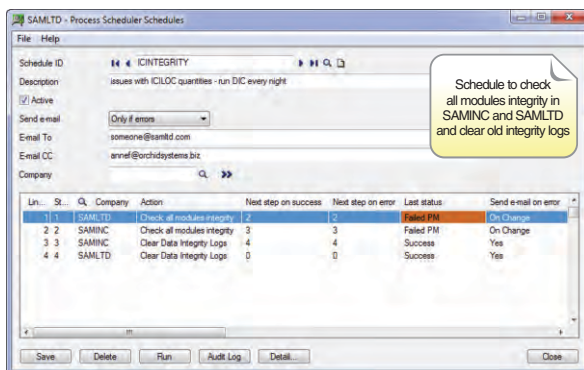 SAMLTD - Process Scheduler Schedules
File Help
Schedule ID ICINTEGRITY
Description issues with ICILOC quantities - run DIC every night
Active
Send e-mail Only if errors
E-mail To someone@samltd.com
E-mail CC annef@orchidsystems.biz
Company
Schedule to check
all modules integrity in
SAMINC and SAMLTD
and clear old integrity logs
Lin... St... Company Action Next step on success Next step on error Last status Send e-mail on error
1 1 SAMLTD Check all modules integrity 2 2 Failed PM On Change
2 2 SAMINC Check all modules integrity 3 3 Failed PM On Change
3 3 SAMINC Clear Data Integrity Logs 4 4 Success Yes
4 4 SAMLTD Clear Data Integrity Logs 0 0 Success Yes
Save Delete Run Audit Log Detail... Close